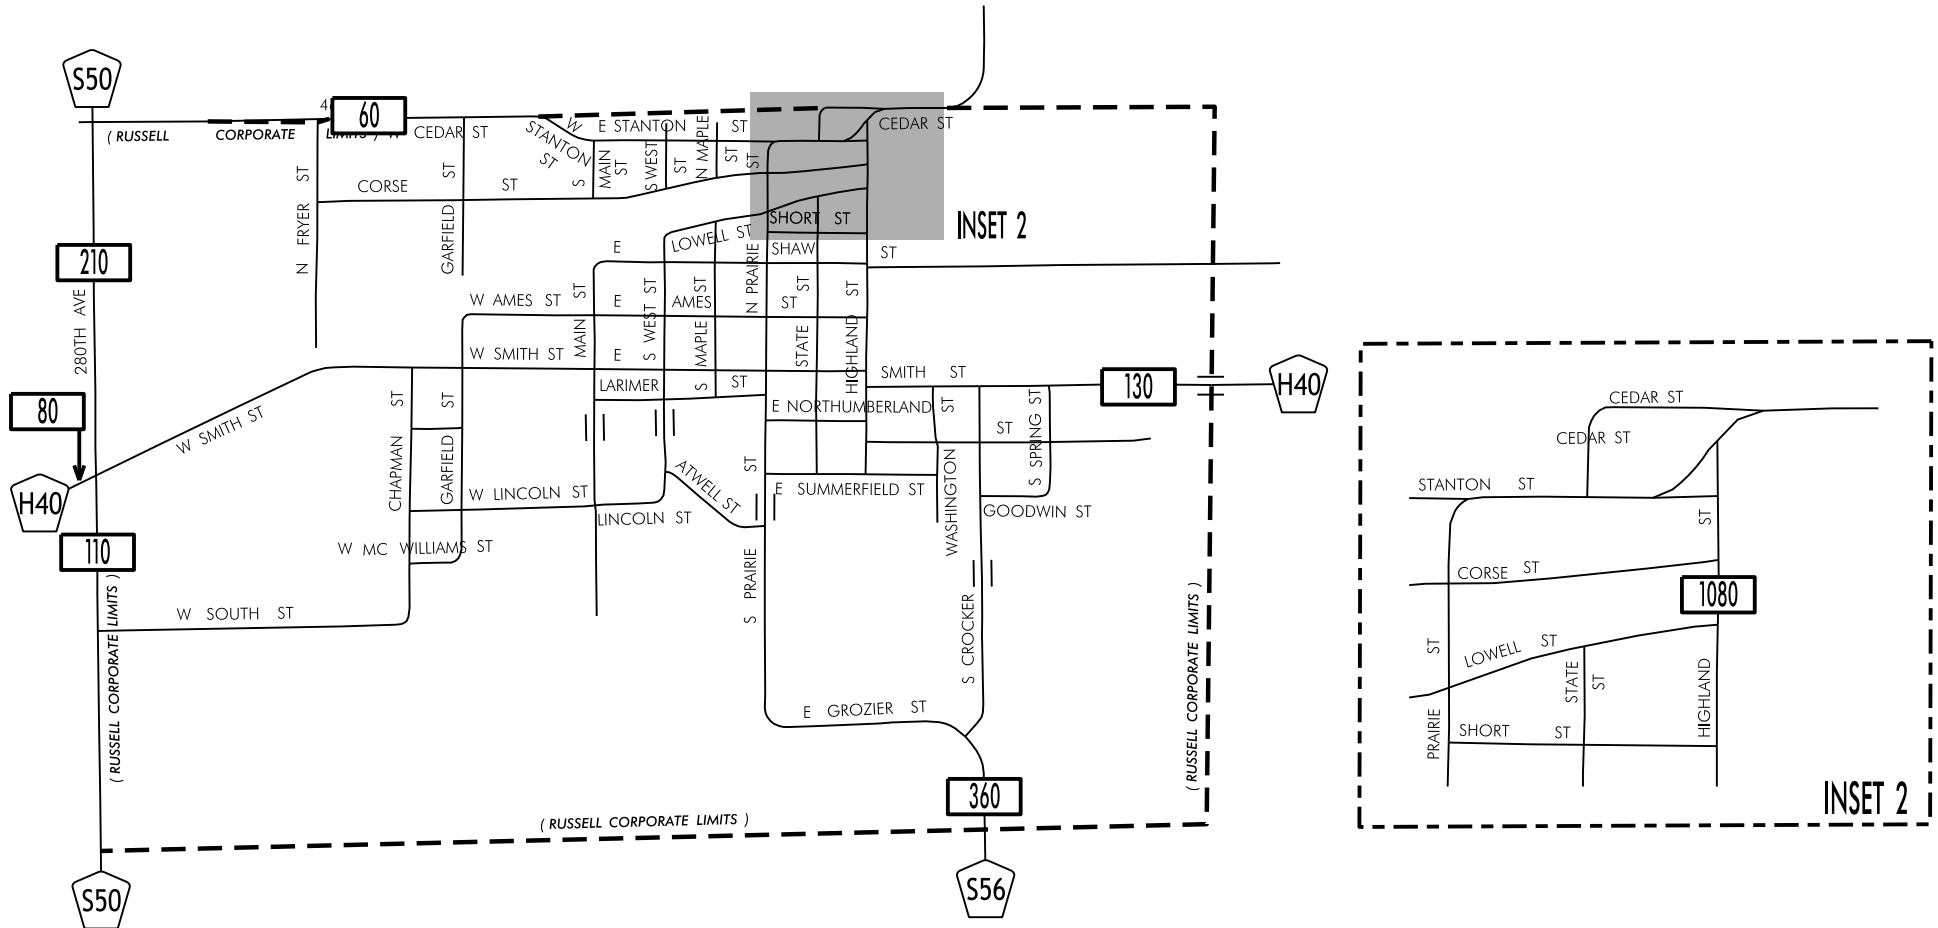 S50
( RUSSELL CORPORATE LIMITS ) W CEDAR ST
60
W STANTON ST
E STANTON ST
CEDAR ST
N FRYER ST
CORSE ST
GARFIELD ST
S MAIN ST
S WEST ST
N MAPLE ST
ST
SHORT ST
INSET 2
E LOWELL ST
SHAW ST
210
280TH AVE
W AMES ST
E AMES ST
MAIN ST
S WEST ST
S MAPLE ST
N PRAIRIE
STATE ST
HIGHLAND ST
W SMITH ST
E
SMITH ST
LARIMER ST
130
H40
80
W SMITH ST
H40
CHAPMAN ST
GARFIELD ST
E NORTHUMBERLAND ST
WASHINGTON ST
S SPRING ST
W LINCOLN ST
LINCOLN ST
ATWELL ST
E SUMMERFIELD ST
GOODWIN ST
110
W MC WILLIAMS ST
S PRAIRIE ST
S CROCKER
W SOUTH ST
( RUSSELL CORPORATE LIMITS )
( RUSSELL CORPORATE LIMITS )
E GROZIER ST
360
( RUSSELL CORPORATE LIMITS )
S50
S56
CEDAR ST
CEDAR ST
STANTON ST
CORSE ST
1080
LOWELL ST
STATE ST
HIGHLAND ST
PRAIRIE ST
SHORT ST
INSET 2